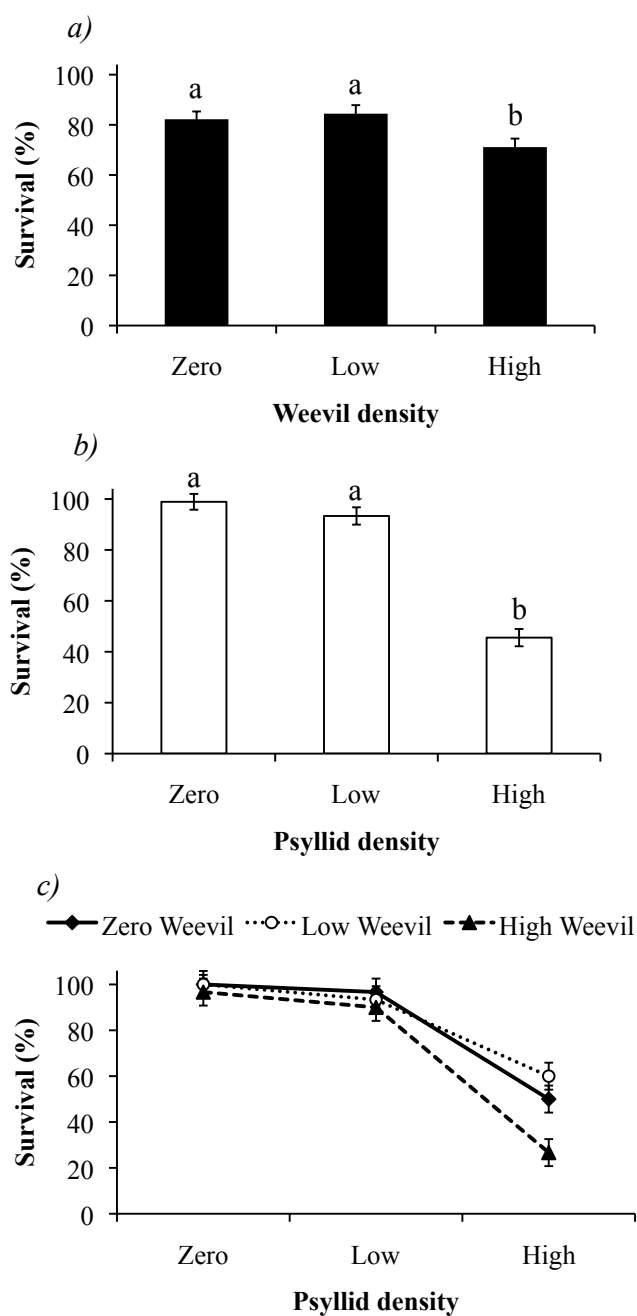 a)
100
80
60
40
20
0
Survival (%)
a a b
Zero Low High
Weevil density
b)
100
80
60
40
20
0
Survival (%)
a a b
Zero Low High
Psyllid density
c)
Zero Weevil Low Weevil High Weevil
100
80
60
40
20
0
Survival (%)
Zero Low High
Psyllid density